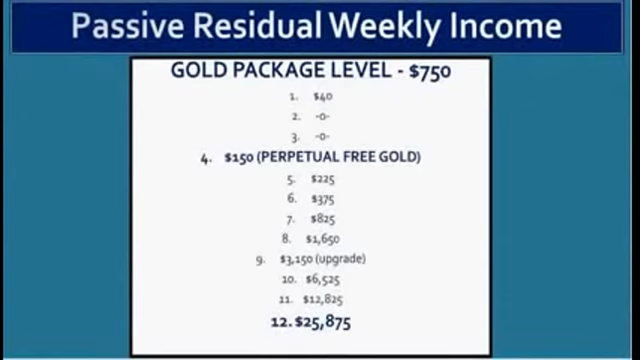 Passive Residual Weekly Income
GOLD PACKAGE LEVEL - $750
1. $40
2. -0-
3. -0-
4. $150 (PERPETUAL FREE GOLD)
5. $225
6. $375
7. $825
8. $1,650
9. $3,150 (upgrade)
10. $6,525
11. $12,825
12. $25,875